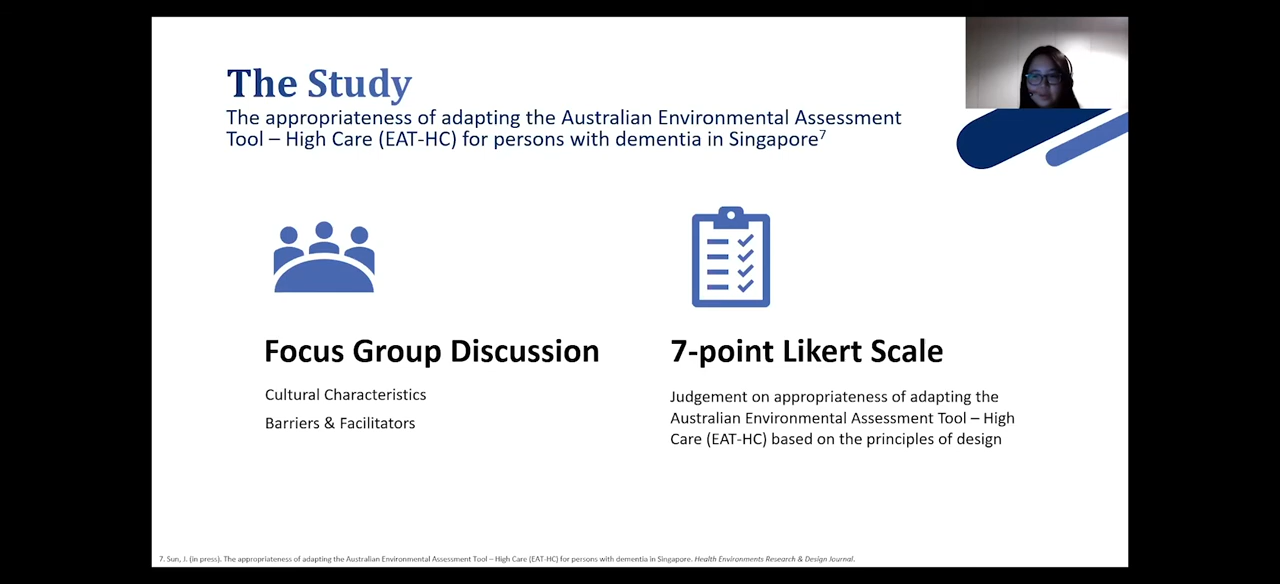 The Study
The appropriateness of adapting the Australian Environmental Assessment
Tool – High Care (EAT-HC) for persons with dementia in Singapore7
Focus Group Discussion
Cultural Characteristics
Barriers & Facilitators
7-point Likert Scale
Judgement on appropriateness of adapting the
Australian Environmental Assessment Tool – High
Care (EAT-HC) based on the principles of design
7. Sun, J. (in press). The appropriateness of adapting the Australian Environmental Assessment Tool – High Care (EAT-HC) for persons with dementia in Singapore. Health Environments Research & Design Journal.